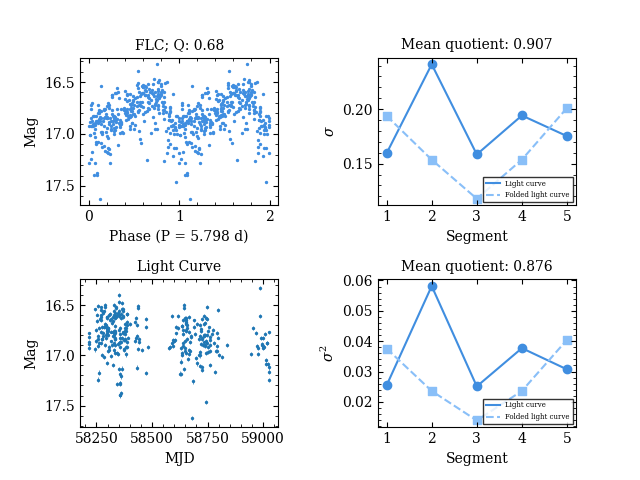 FLC; Q: 0.68
Mag
16.5
17.0
17.5
0
1
2
Phase (P = 5.798 d)
Mean quotient: 0.907
σ
0.20
0.15
1
2
3
4
5
Segment
Light curve
Folded light curve
Light Curve
Mag
16.5
17.0
17.5
58250
58500
58750
59000
MJD
Mean quotient: 0.876
σ²
0.06
0.05
0.04
0.03
0.02
1
2
3
4
5
Segment
Light curve
Folded light curve